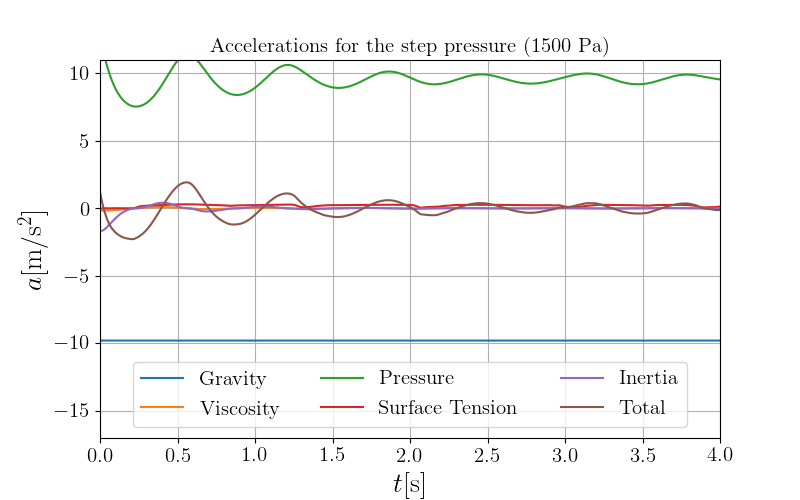 Accelerations for the step pressure (1500 Pa)
10
5
0
−5
−10
−15
a[m/s²]
Gravity Pressure Inertia
Viscosity Surface Tension Total
0.0 0.5 1.0 1.5 2.0 2.5 3.0 3.5 4.0
t[s]